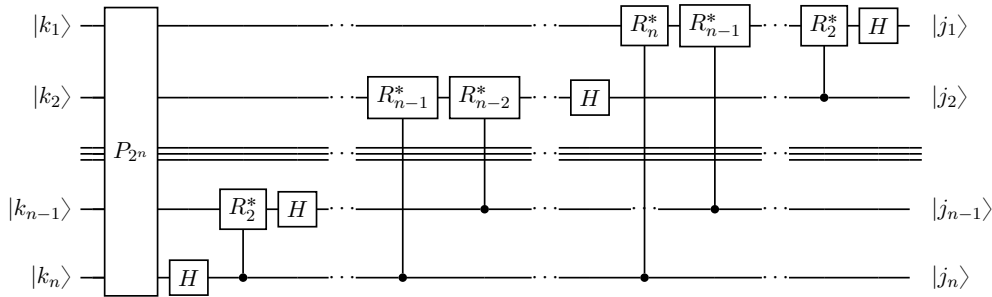 |k₁⟩ ··· Rₙ* Rₙ₋₁* ··· R₂* H |j₁⟩
|k₂⟩ ··· Rₙ₋₁* Rₙ₋₂* ··· H ··· |j₂⟩
P₂ⁿ ··· ··· ···
|kₙ₋₁⟩ R₂* H ··· ··· ··· ··· |jₙ₋₁⟩
|kₙ⟩ H ··· ··· ··· |jₙ⟩